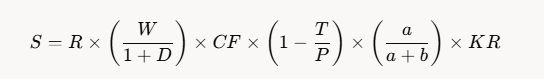 S = R × (W / (1 + D)) × CF × (1 − T/P) × (a / (a + b)) × KR